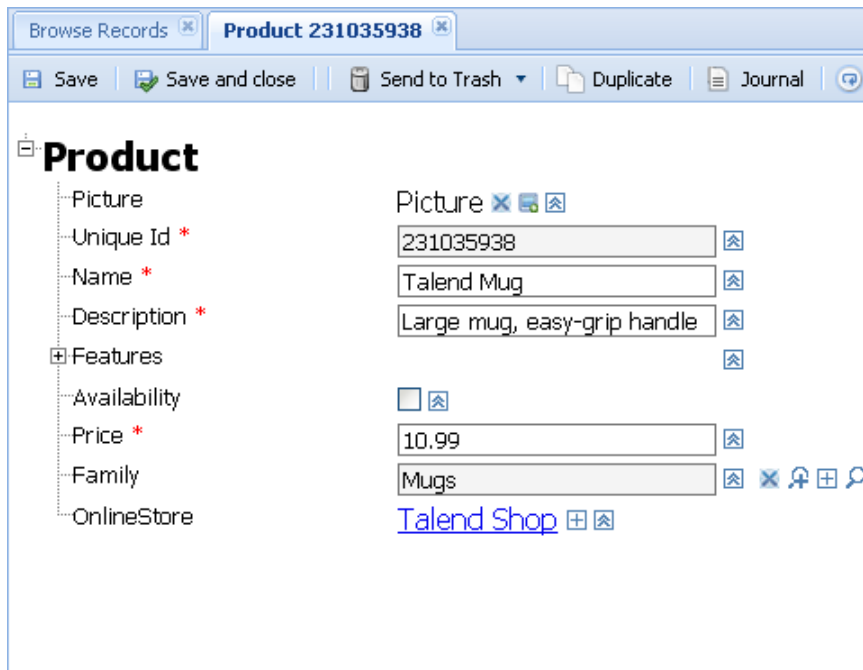 Browse Records Product 231035938
Save Save and close Send to Trash Duplicate Journal
Product
Picture Picture
Unique Id * 231035938
Name * Talend Mug
Description * Large mug, easy-grip handle
Features
Availability
Price * 10.99
Family Mugs
OnlineStore Talend Shop